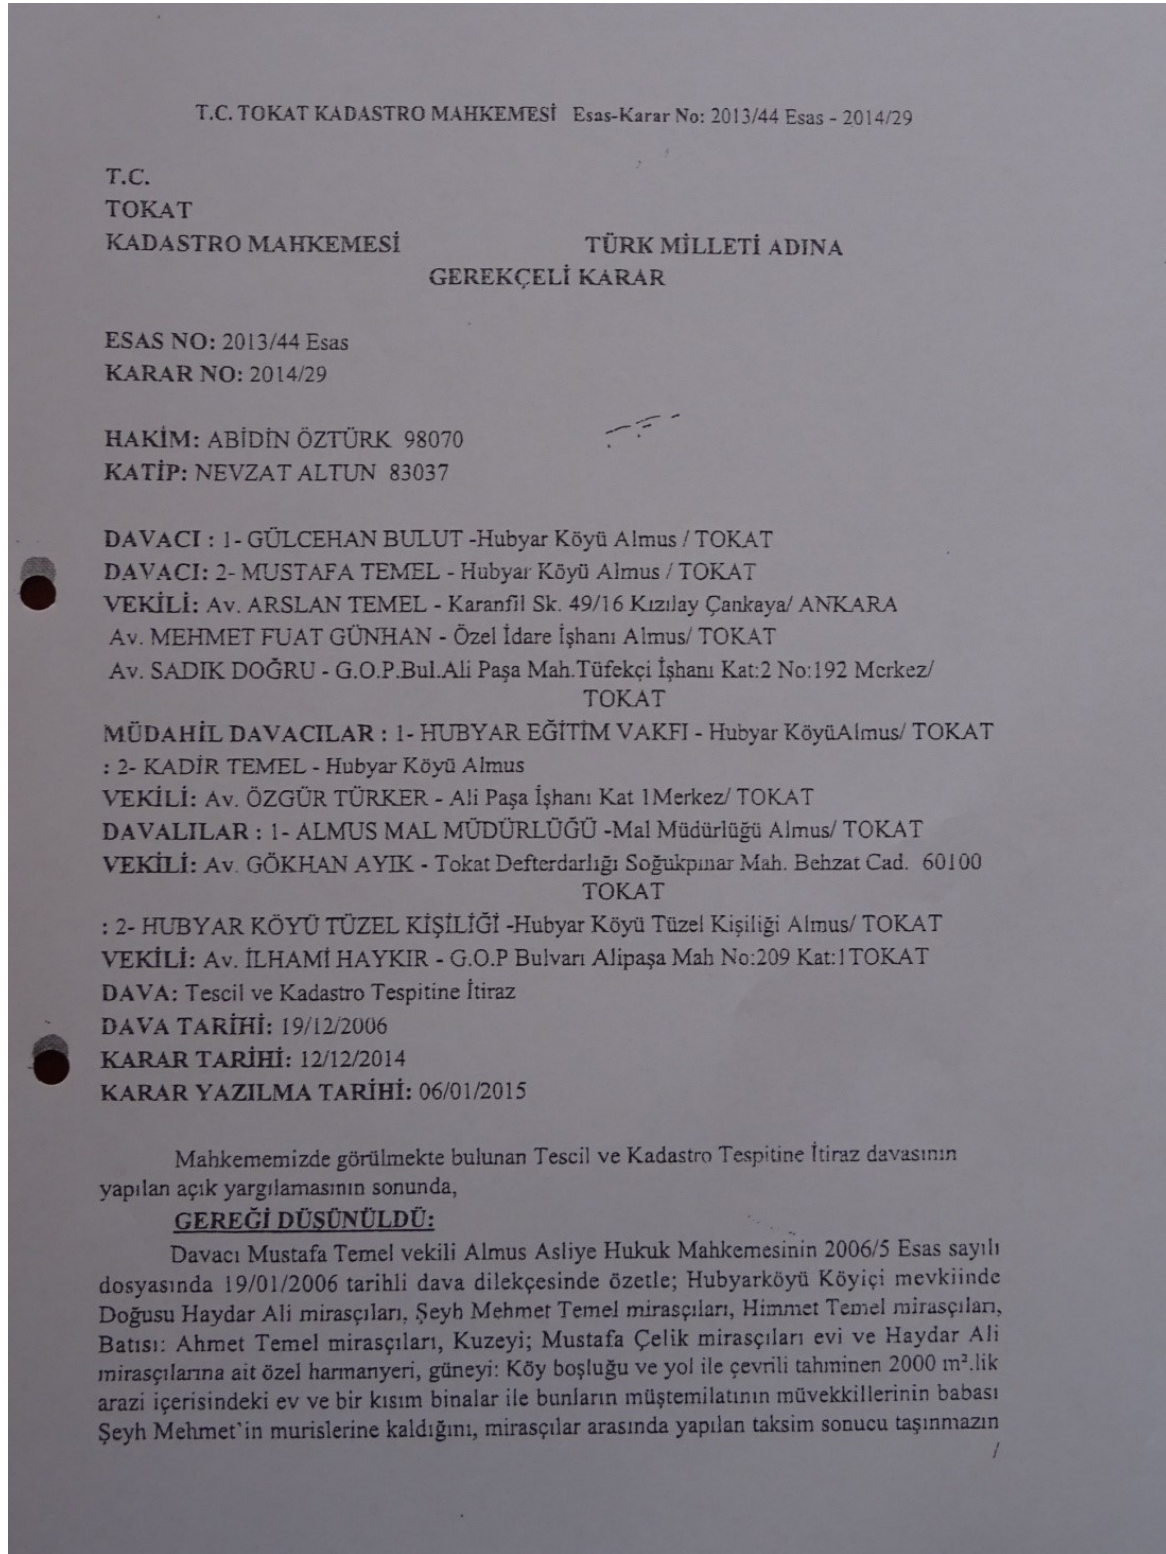 T.C. TOKAT KADASTRO MAHKEMESİ Esas-Karar No: 2013/44 Esas - 2014/29
T.C.
TOKAT
KADASTRO MAHKEMESİ TÜRK MİLLETİ ADINA
GEREKÇELİ KARAR
ESAS NO: 2013/44 Esas
KARAR NO: 2014/29
HAKİM: ABİDİN ÖZTÜRK 98070
KATİP: NEVZAT ALTUN 83037
DAVACI : 1- GÜLCEHAN BULUT -Hubyar Köyü Almus / TOKAT
DAVACI: 2- MUSTAFA TEMEL - Hubyar Köyü Almus / TOKAT
VEKİLİ: Av. ARSLAN TEMEL - Karanfil Sk. 49/16 Kızılay Çankaya/ ANKARA
Av. MEHMET FUAT GÜNHAN - Özel İdare İşhanı Almus/ TOKAT
Av. SADIK DOĞRU - G.O.P.Bul.Ali Paşa Mah.Tüfekçi İşhanı Kat:2 No:192 Merkez/
TOKAT
MÜDAHİL DAVACILAR : 1- HUBYAR EĞİTİM VAKFI - Hubyar KöyüAlmus/ TOKAT
: 2- KADİR TEMEL - Hubyar Köyü Almus
VEKİLİ: Av. ÖZGÜR TÜRKER - Ali Paşa İşhanı Kat 1Merkez/ TOKAT
DAVALILAR : 1- ALMUS MAL MÜDÜRLÜĞÜ -Mal Müdürlüğü Almus/ TOKAT
VEKİLİ: Av. GÖKHAN AYIK - Tokat Defterdarlığı Soğukpınar Mah. Behzat Cad. 60100
TOKAT
: 2- HUBYAR KÖYÜ TÜZEL KİŞİLİĞİ -Hubyar Köyü Tüzel Kişiliği Almus/ TOKAT
VEKİLİ: Av. İLHAMİ HAYKIR - G.O.P Bulvarı Alipaşa Mah No:209 Kat:1TOKAT
DAVA: Tescil ve Kadastro Tespitine İtiraz
DAVA TARİHİ: 19/12/2006
KARAR TARİHİ: 12/12/2014
KARAR YAZILMA TARİHİ: 06/01/2015
Mahkememizde görülmekte bulunan Tescil ve Kadastro Tespitine İtiraz davasının
yapılan açık yargılamasının sonunda,
GEREĞİ DÜŞÜNÜLDÜ:
Davacı Mustafa Temel vekili Almus Asliye Hukuk Mahkemesinin 2006/5 Esas sayılı
dosyasında 19/01/2006 tarihli dava dilekçesinde özetle; Hubyarköyü Köyiçi mevkiinde
Doğusu Haydar Ali mirasçıları, Şeyh Mehmet Temel mirasçıları, Himmet Temel mirasçıları,
Batısı: Ahmet Temel mirasçıları, Kuzeyi; Mustafa Çelik mirasçıları evi ve Haydar Ali
mirasçılarına ait özel harmanyeri, güneyi: Köy boşluğu ve yol ile çevrili tahminen 2000 m².lik
arazi içerisindeki ev ve bir kısım binalar ile bunların müştemilatının müvekkillerinin babası
Şeyh Mehmet'in murislerine kaldığını, mirasçılar arasında yapılan taksim sonucu taşınmazın
/